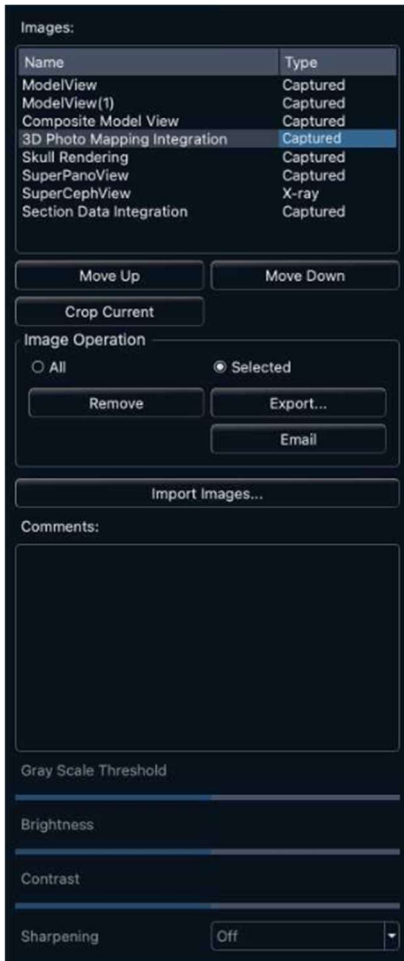 Images:
Name Type
ModelView Captured
ModelView(1) Captured
Composite Model View Captured
3D Photo Mapping Integration Captured
Skull Rendering Captured
SuperPanoView Captured
SuperCephView X-ray
Section Data Integration Captured
Move Up Move Down
Crop Current
Image Operation
All Selected
Remove Export...
Email
Import Images...
Comments:
Gray Scale Threshold
Brightness
Contrast
Sharpening Off